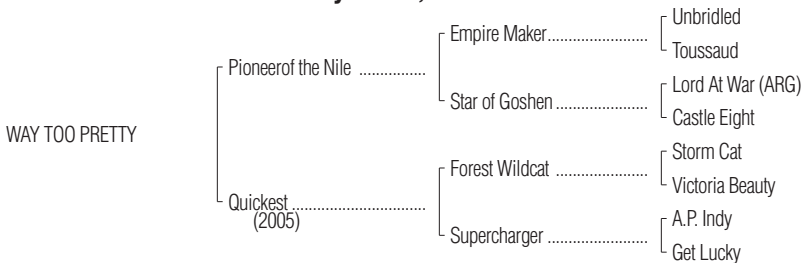 Unbridled
Empire Maker
Toussaud
Pioneerof the Nile
Lord At War (ARG)
Star of Goshen
Castle Eight
WAY TOO PRETTY
Storm Cat
Forest Wildcat
Victoria Beauty
Quickest
(2005)
A.P. Indy
Supercharger
Get Lucky